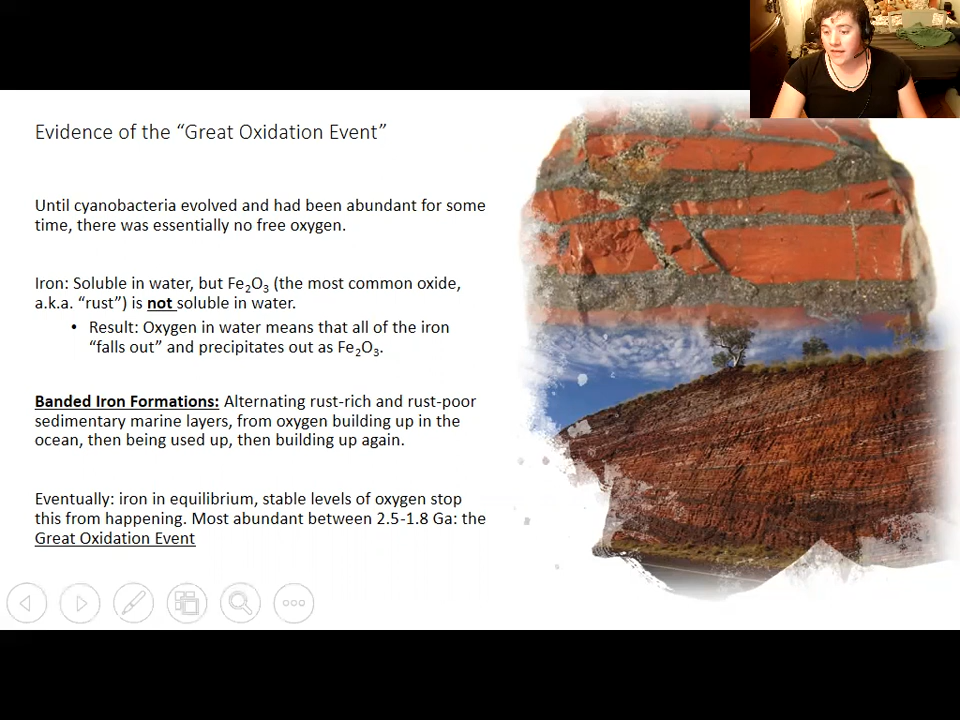 Evidence of the “Great Oxidation Event”
Until cyanobacteria evolved and had been abundant for some
time, there was essentially no free oxygen.
Iron: Soluble in water, but Fe₂O₃ (the most common oxide,
a.k.a. “rust”) is not soluble in water.
• Result: Oxygen in water means that all of the iron
“falls out” and precipitates out as Fe₂O₃.
Banded Iron Formations: Alternating rust-rich and rust-poor
sedimentary marine layers, from oxygen building up in the
ocean, then being used up, then building up again.
Eventually: iron in equilibrium, stable levels of oxygen stop
this from happening. Most abundant between 2.5-1.8 Ga: the
Great Oxidation Event